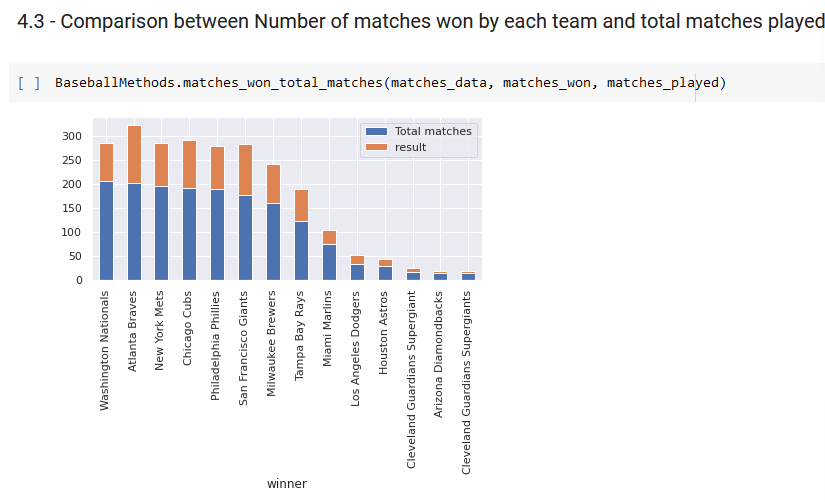 4.3 - Comparison between Number of matches won by each team and total matches played
[ ] BaseballMethods.matches_won_total_matches(matches_data, matches_won, matches_played)
Total matches
result
300
250
200
150
100
50
0
Washington Nationals
Atlanta Braves
New York Mets
Chicago Cubs
Philadelphia Phillies
San Francisco Giants
Milwaukee Brewers
Tampa Bay Rays
Miami Marlins
Los Angeles Dodgers
Houston Astros
Cleveland Guardians Supergiant
Arizona Diamondbacks
Cleveland Guardians Supergiants
winner